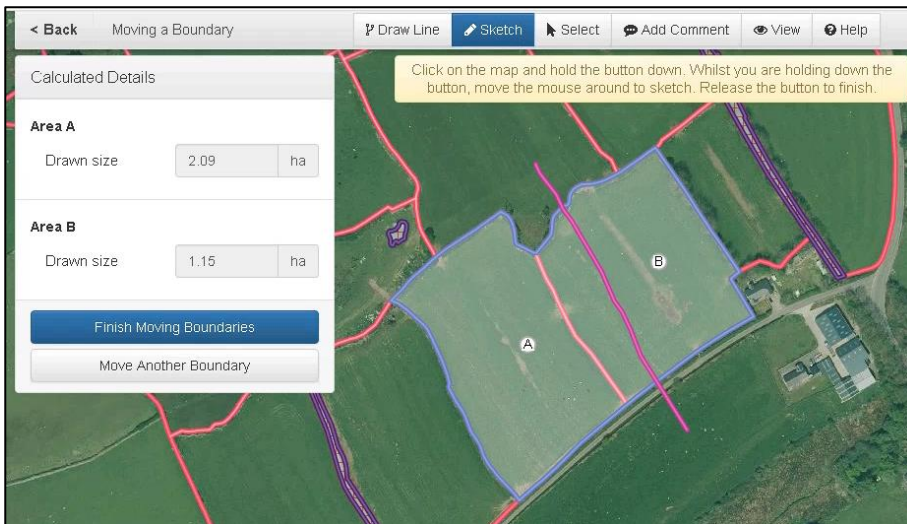 < Back Moving a Boundary Draw Line Sketch Select Add Comment View Help
Click on the map and hold the button down. Whilst you are holding down the
button, move the mouse around to sketch. Release the button to finish.
Calculated Details
Area A
Drawn size 2.09 ha
Area B
Drawn size 1.15 ha
Finish Moving Boundaries
Move Another Boundary
A
B